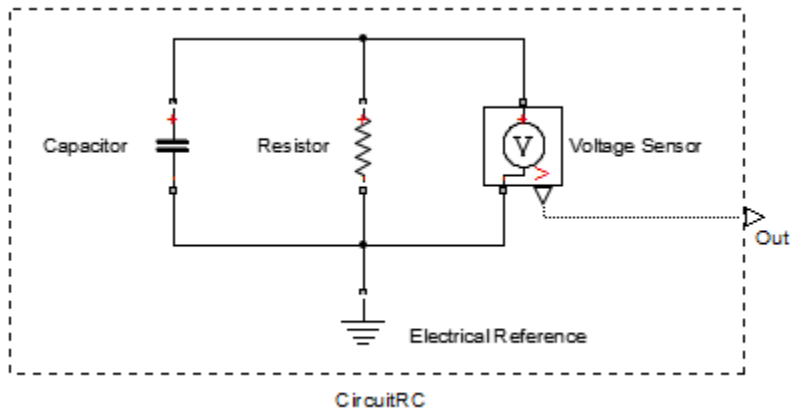 Capacitor
Resistor
V
Voltage Sensor
Out
Electrical Reference
CircuitRC